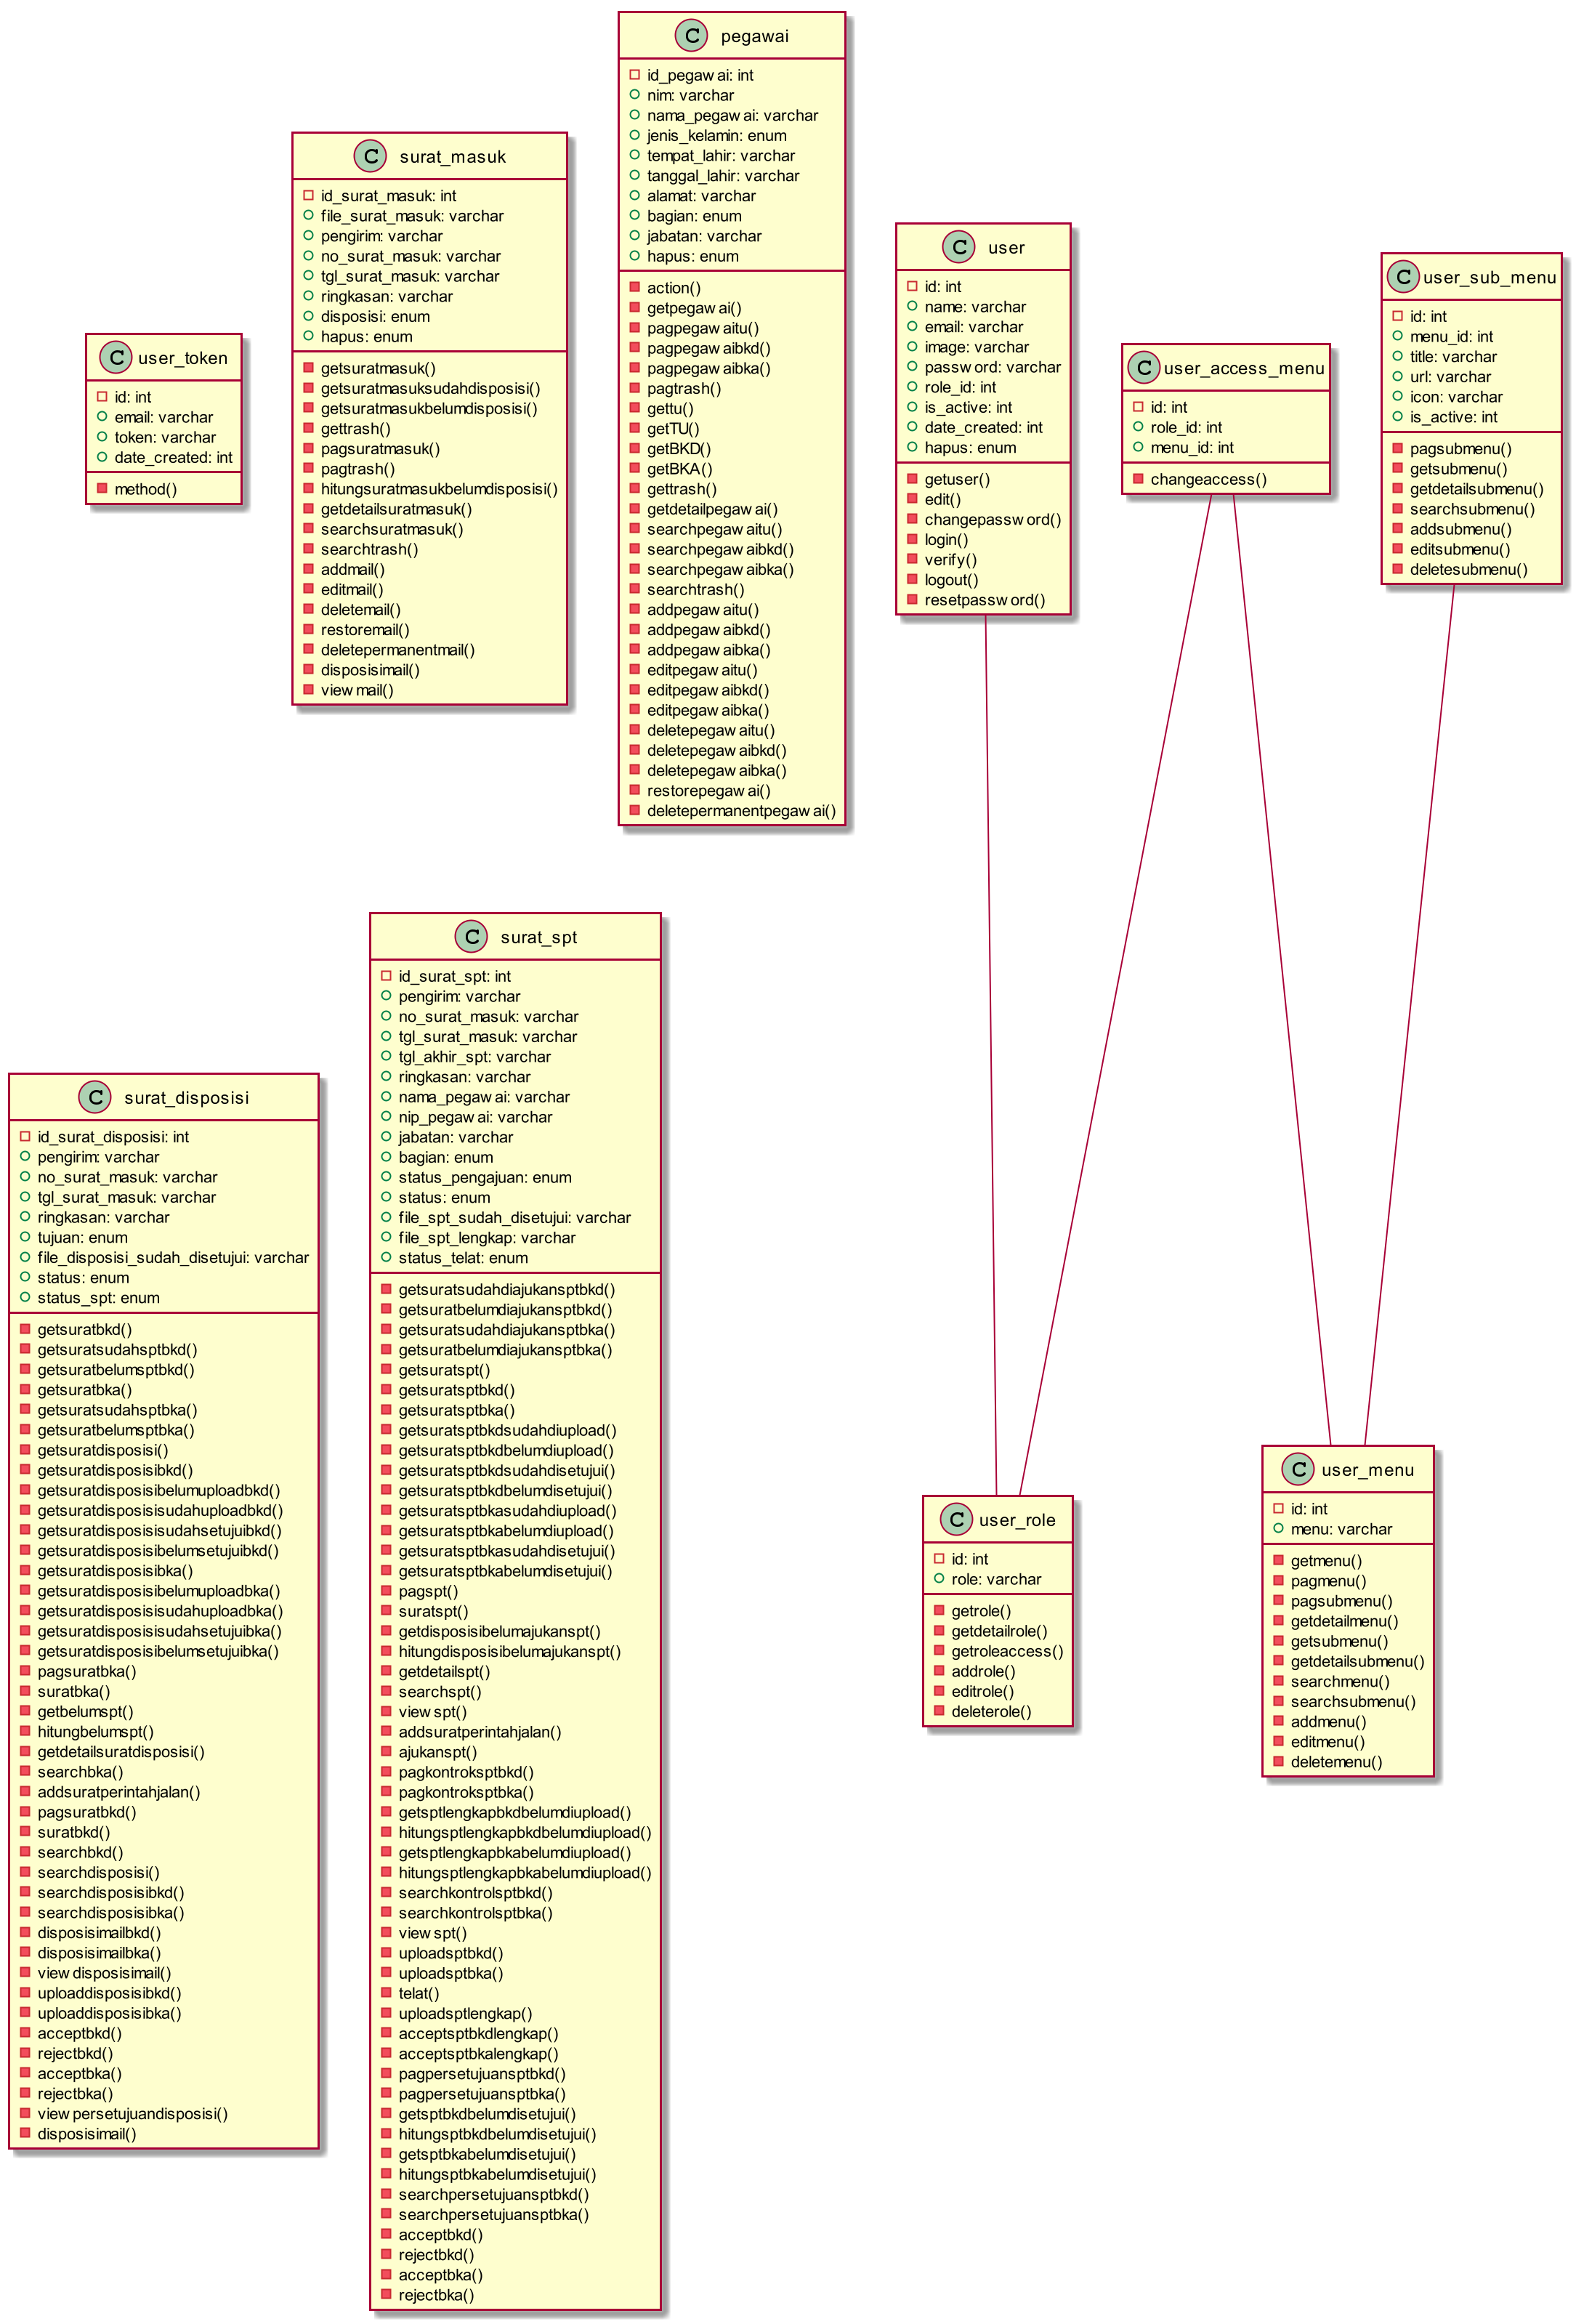 C user_token
id: int
email: varchar
token: varchar
date_created: int
method()
C surat_masuk
id_surat_masuk: int
file_surat_masuk: varchar
pengirim: varchar
no_surat_masuk: varchar
tgl_surat_masuk: varchar
ringkasan: varchar
disposisi: enum
hapus: enum
getsuratmasuk()
getsuratmasuksudahdisposisi()
getsuratmasukbelumdisposisi()
gettrash()
pagsuratmasuk()
pagtrash()
hitungsuratmasukbelumdisposisi()
getdetailsuratmasuk()
searchsuratmasuk()
searchtrash()
addmail()
editmail()
deletemail()
restoremail()
deletepermanentmail()
disposisimail()
viewmail()
C pegawai
id_pegawai: int
nim: varchar
nama_pegawai: varchar
jenis_kelamin: enum
tempat_lahir: varchar
tanggal_lahir: varchar
alamat: varchar
bagian: enum
jabatan: varchar
hapus: enum
action()
getpegawai()
pagpegawaitu()
pagpegawaibkd()
pagpegawaibka()
pagtrash()
gettu()
getTU()
getBKD()
getBKA()
gettrash()
getdetailpegawai()
searchpegawaitu()
searchpegawaibkd()
searchpegawaibka()
searchtrash()
addpegawaitu()
addpegawaibkd()
addpegawaibka()
editpegawaitu()
editpegawaibkd()
editpegawaibka()
deletepegawaitu()
deletepegawaibkd()
deletepegawaibka()
restorepegawai()
deletepermanentpegawai()
C user
id: int
name: varchar
email: varchar
image: varchar
password: varchar
role_id: int
is_active: int
date_created: int
hapus: enum
getuser()
edit()
changepassword()
login()
verify()
logout()
resetpassword()
C user_access_menu
id: int
role_id: int
menu_id: int
changeaccess()
C user_sub_menu
id: int
menu_id: int
title: varchar
url: varchar
icon: varchar
is_active: int
pagsubmenu()
getsubmenu()
getdetailsubmenu()
searchsubmenu()
addsubmenu()
editsubmenu()
deletesubmenu()
C surat_disposisi
id_surat_disposisi: int
pengirim: varchar
no_surat_masuk: varchar
tgl_surat_masuk: varchar
ringkasan: varchar
tujuan: enum
file_disposisi_sudah_disetujui: varchar
status: enum
status_spt: enum
getsuratbkd()
getsuratsudahsptbkd()
getsuratbelumsptbkd()
getsuratbka()
getsuratsudahsptbka()
getsuratbelumsptbka()
getsuratdisposisi()
getsuratdisposisibkd()
getsuratdisposisibelumuploadbkd()
getsuratdisposisisudahuploadbkd()
getsuratdisposisisudahsetujuibkd()
getsuratdisposisibelumsetujuibkd()
getsuratdisposisibka()
getsuratdisposisibelumuploadbka()
getsuratdisposisisudahuploadbka()
getsuratdisposisisudahsetujuibka()
getsuratdisposisibelumsetujuibka()
pagsuratbka()
suratbka()
getbelumspt()
hitungbelumspt()
getdetailsuratdisposisi()
searchbka()
addsuratperintahjalan()
pagsuratbkd()
suratbkd()
searchbkd()
searchdisposisi()
searchdisposisibkd()
searchdisposisibka()
disposisimailbkd()
disposisimailbka()
viewdisposisimail()
uploaddisposisibkd()
uploaddisposisibka()
acceptbkd()
rejectbkd()
acceptbka()
rejectbka()
viewpersetujuandisposisi()
disposisimail()
C surat_spt
id_surat_spt: int
pengirim: varchar
no_surat_masuk: varchar
tgl_surat_masuk: varchar
tgl_akhir_spt: varchar
ringkasan: varchar
nama_pegawai: varchar
nip_pegawai: varchar
jabatan: varchar
bagian: enum
status_pengajuan: enum
status: enum
file_spt_sudah_disetujui: varchar
file_spt_lengkap: varchar
status_telat: enum
getsuratsudahdiajukansptbkd()
getsuratbelumdiajukansptbkd()
getsuratsudahdiajukansptbka()
getsuratbelumdiajukansptbka()
getsuratspt()
getsuratsptbkd()
getsuratsptbka()
getsuratsptbkdsudahdiupload()
getsuratsptbkdbelumdiupload()
getsuratsptbkdsudahdisetujui()
getsuratsptbkdbelumdisetujui()
getsuratsptbkasudahdiupload()
getsuratsptbkabelumdiupload()
getsuratsptbkasudahdisetujui()
getsuratsptbkabelumdisetujui()
pagspt()
suratspt()
getdisposisibelumajukanspt()
hitungdisposisibelumajukanspt()
getdetailspt()
searchspt()
viewspt()
addsuratperintahjalan()
ajukanspt()
pagkontroksptbkd()
pagkontroksptbka()
getsptlengkapbkdbelumdiupload()
hitungsptlengkapbkdbelumdiupload()
getsptlengkapbkabelumdiupload()
hitungsptlengkapbkabelumdiupload()
searchkontrolsptbkd()
searchkontrolsptbka()
viewspt()
uploadsptbkd()
uploadsptbka()
telat()
uploadsptlengkap()
acceptsptbkdlengkap()
acceptsptbkalengkap()
pagpersetujuansptbkd()
pagpersetujuansptbka()
getsptbkdbelumdisetujui()
hitungsptbkdbelumdisetujui()
getsptbkabelumdisetujui()
hitungsptbkabelumdisetujui()
searchpersetujuansptbkd()
searchpersetujuansptbka()
acceptbkd()
rejectbkd()
acceptbka()
rejectbka()
C user_role
id: int
role: varchar
getrole()
getdetailrole()
getroleaccess()
addrole()
editrole()
deleterole()
C user_menu
id: int
menu: varchar
getmenu()
pagmenu()
pagsubmenu()
getdetailmenu()
getsubmenu()
getdetailsubmenu()
searchmenu()
searchsubmenu()
addmenu()
editmenu()
deletemenu()